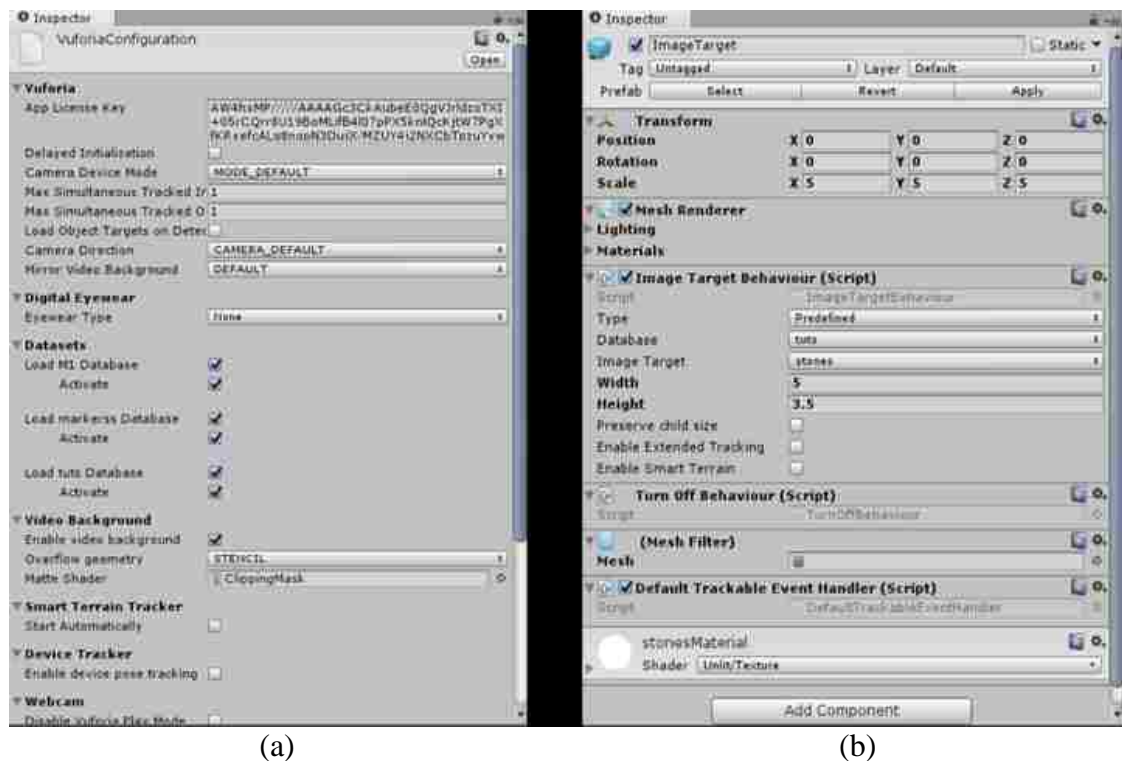 Inspector
VuforiaConfiguration
Open
Vuforia
App License Key
Delayed Initialization
Camera Device Mode MODE_DEFAULT
Max Simultaneous Tracked Im 1
Max Simultaneous Tracked O 1
Load Object Targets on Detec
Camera Direction CAMERA_DEFAULT
Mirror Video Background DEFAULT
Digital Eyewear
Eyewear Type None
Datasets
Load M1 Database
Activate
Load markerss Database
Activate
Load tuts Database
Activate
Video Background
Enable video background
Overflow geometry STENCIL
Matte Shader ClippingMask
Smart Terrain Tracker
Start Automatically
Device Tracker
Enable device pose tracking
Webcam
Disable Vuforia Play Mode
(a)
Inspector
ImageTarget Static
Tag Untagged Layer Default
Prefab Select Revert Apply
Transform
Position X 0 Y 0 Z 0
Rotation X 0 Y 0 Z 0
Scale X 5 Y 5 Z 5
Mesh Renderer
Lighting
Materials
Image Target Behaviour (Script)
Script ImageTargetBehaviour
Type Predefined
Database tuts
Image Target stones
Width 5
Height 3.5
Preserve child size
Enable Extended Tracking
Enable Smart Terrain
Turn Off Behaviour (Script)
Script TurnOffBehaviour
(Mesh Filter)
Mesh
Default Trackable Event Handler (Script)
Script DefaultTrackableEventHandler
stonesMaterial
Shader Unlit/Texture
Add Component
(b)